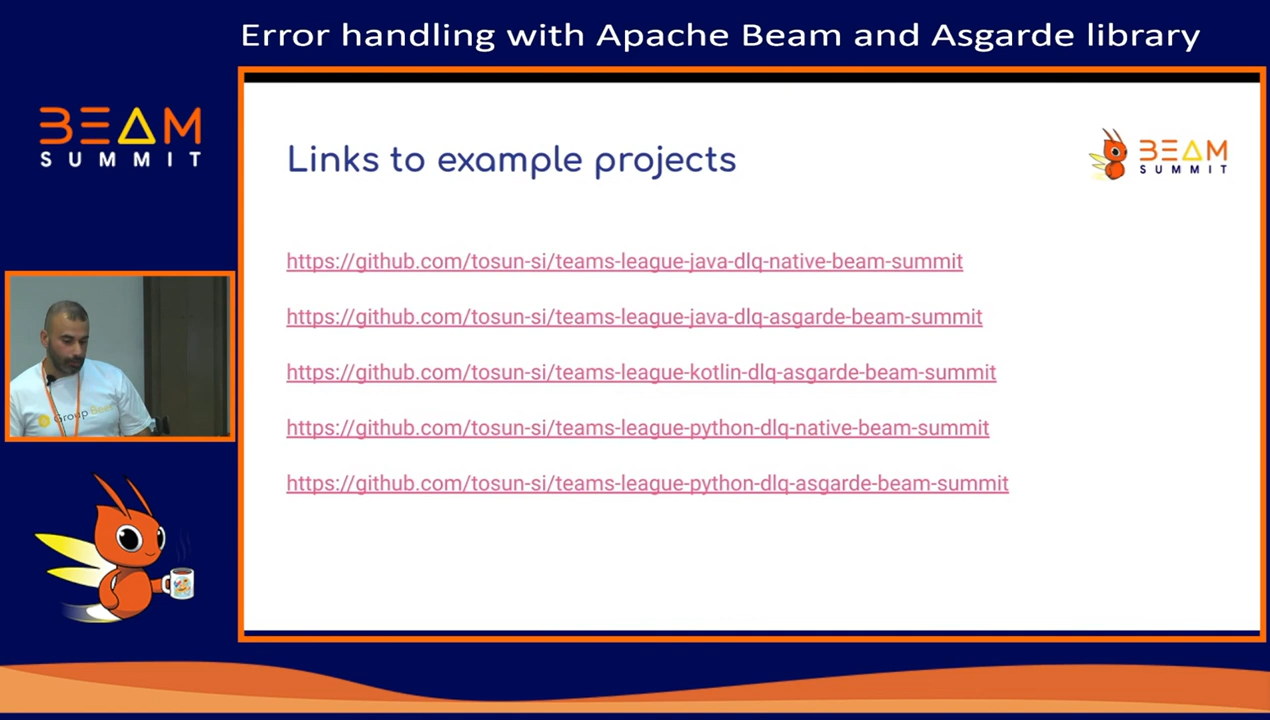 Error handling with Apache Beam and Asgarde library
BEAM
SUMMIT
Links to example projects
BEAM
SUMMIT
https://github.com/tosun-si/teams-league-java-dlq-native-beam-summit
https://github.com/tosun-si/teams-league-java-dlq-asgarde-beam-summit
https://github.com/tosun-si/teams-league-kotlin-dlq-asgarde-beam-summit
https://github.com/tosun-si/teams-league-python-dlq-native-beam-summit
https://github.com/tosun-si/teams-league-python-dlq-asgarde-beam-summit
Group